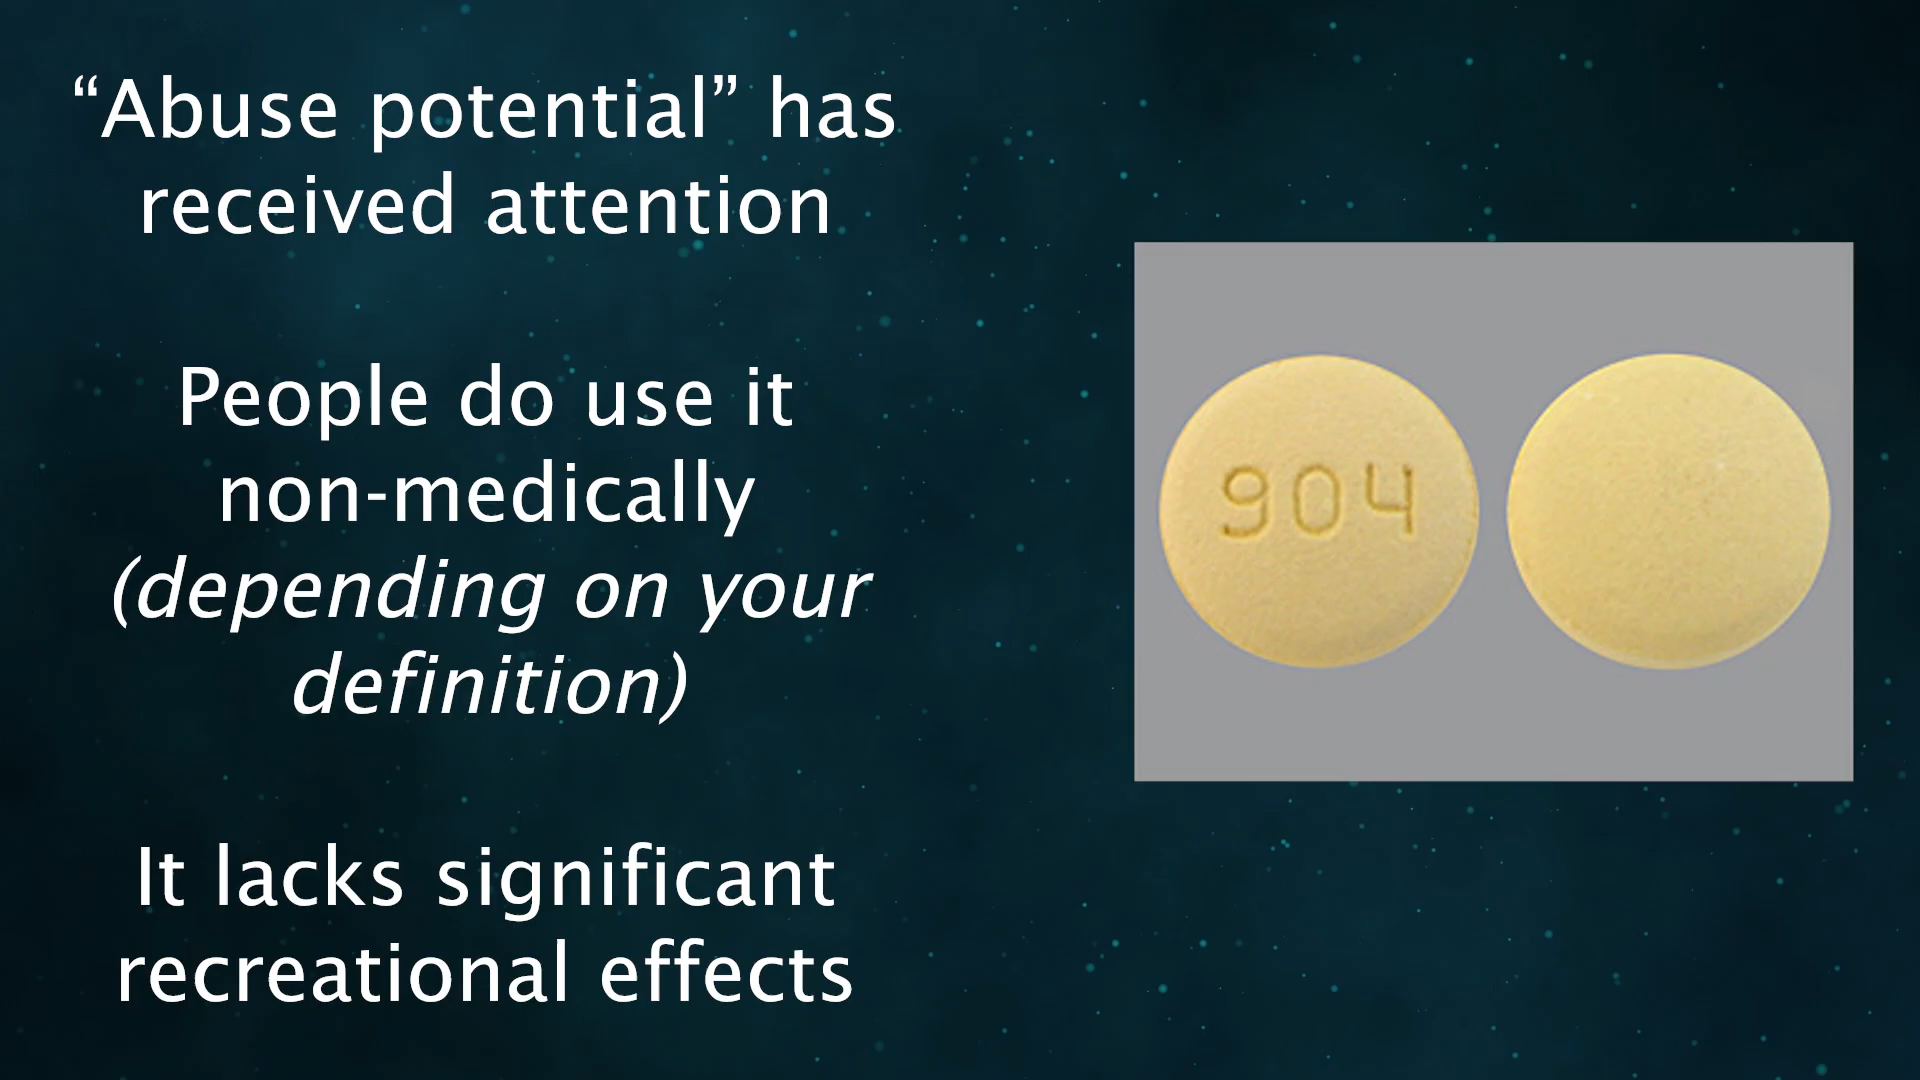 “Abuse potential” has
received attention
People do use it
non-medically
(depending on your
definition)
It lacks significant
recreational effects
904